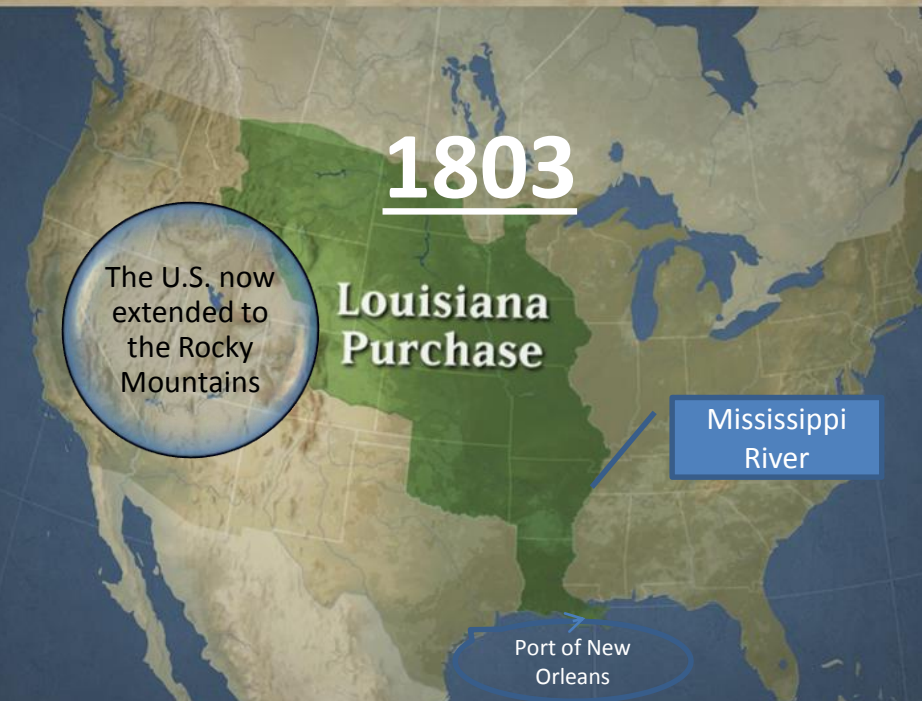 1803
The U.S. now
extended to
the Rocky
Mountains
Louisiana
Purchase
Mississippi
River
Port of New
Orleans